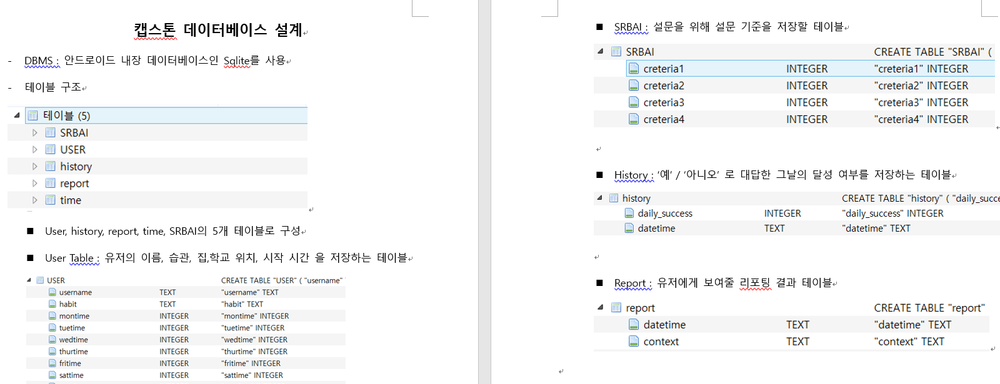 캡스톤 데이터베이스 설계
- DBMS : 안드로이드 내장 데이터베이스인 Sqlite를 사용
- 테이블 구조
테이블 (5)
SRBAI
USER
history
report
time
■ User, history, report, time, SRBAI의 5개 테이블로 구성
■ User Table : 유저의 이름, 습관, 집,학교 위치, 시작 시간 을 저장하는 테이블
USER CREATE TABLE "USER" ( "username"
username TEXT "username" TEXT
habit TEXT "habit" TEXT
montime INTEGER "montime" INTEGER
tuetime INTEGER "tuetime" INTEGER
wedtime INTEGER "wedtime" INTEGER
thurtime INTEGER "thurtime" INTEGER
fritime INTEGER "fritime" INTEGER
sattime INTEGER "sattime" INTEGER
■ SRBAI : 설문을 위해 설문 기준을 저장할 테이블
SRBAI CREATE TABLE "SRBAI" (
creteria1 INTEGER "creteria1" INTEGER
creteria2 INTEGER "creteria2" INTEGER
creteria3 INTEGER "creteria3" INTEGER
creteria4 INTEGER "creteria4" INTEGER
■ History : ‘예’ / ‘아니오’ 로 대답한 그날의 달성 여부를 저장하는 테이블
history CREATE TABLE "history" ( "daily_succe
daily_success INTEGER "daily_success" INTEGER
datetime TEXT "datetime" TEXT
■ Report : 유저에게 보여줄 리포팅 결과 테이블
report CREATE TABLE "report"
datetime TEXT "datetime" TEXT
context TEXT "context" TEXT